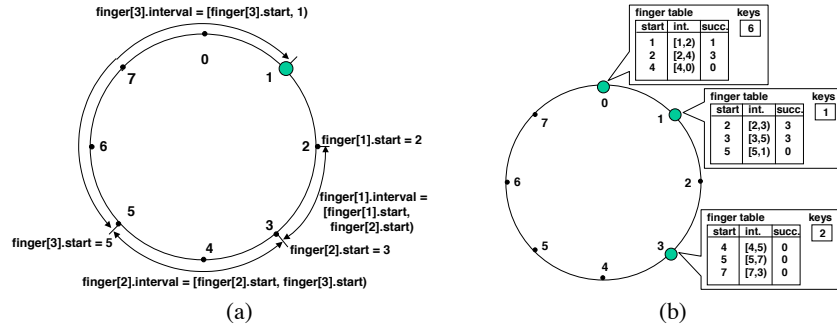 finger[3].interval = [finger[3].start, 1)
0
1
7
6
2
finger[1].start = 2
finger[1].interval =
[finger[1].start,
finger[2].start)
5
4
3
finger[3].start = 5
finger[2].start = 3
finger[2].interval = [finger[2].start, finger[3].start)
(a)
finger table keys
start int. succ. 6
1 [1,2) 1
2 [2,4) 3
4 [4,0) 0
0
7
1
6
2
5
3
4
finger table keys
start int. succ. 1
2 [2,3) 3
3 [3,5) 3
5 [5,1) 0
finger table keys
start int. succ. 2
4 [4,5) 0
5 [5,7) 0
7 [7,3) 0
(b)